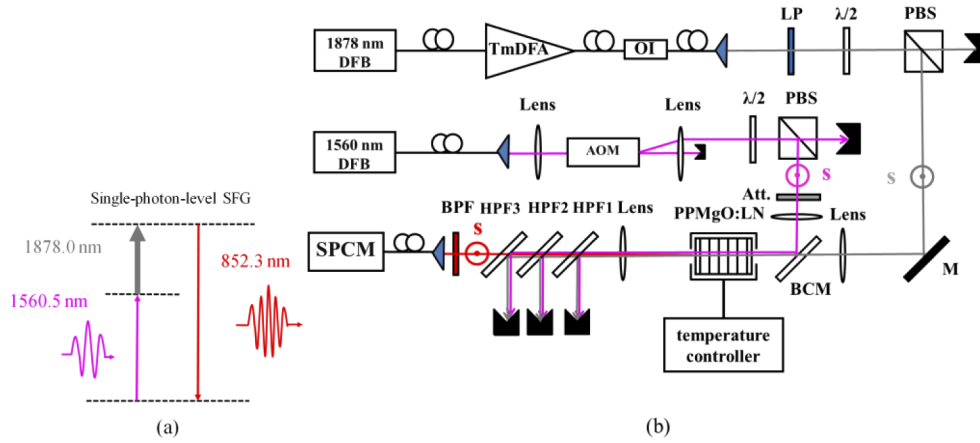 Single-photon-level SFG
1878.0 nm
852.3 nm
1560.5 nm
(a)
1878 nm
DFB
TmDFA
OI
LP
λ/2
PBS
1560 nm
DFB
Lens
AOM
Lens
λ/2
PBS
S
S
Att.
PPMgO:LN
Lens
BPF
HPF3
HPF2
HPF1
Lens
S
SPCM
BCM
M
temperature
controller
(b)